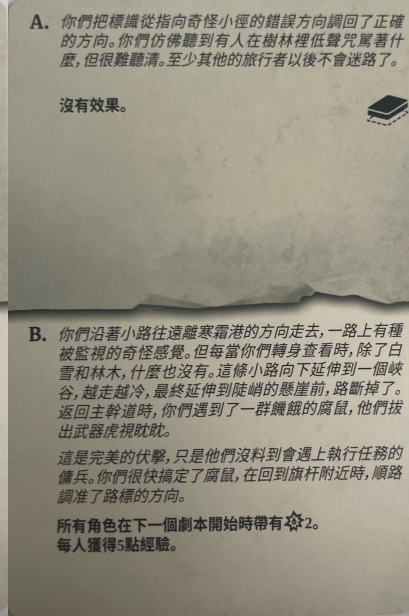 A. 你們把標識從指向奇怪小徑的錯誤方向調回了正確
的方向。你們仿佛聽到有人在樹林裡低聲咒罵著什
麼，但很難聽清。至少其他的旅行者以後不會迷路了。
沒有效果。
B. 你們沿著小路往遠離寒霜港的方向走去，一路上有種
被監視的奇怪感覺。但每當你們轉身查看時，除了白
雪和林木，什麼也沒有。這條小路向下延伸到一個峽
谷，越走越冷，最終延伸到陡峭的懸崖前，路斷掉了。
返回主幹道時，你們遇到了一群饑餓的腐鼠，他們拔
出武器虎視眈眈。
這是完美的伏擊，只是他們沒料到會遇上執行任務的
傭兵。你們很快搞定了腐鼠，在回到旗杆附近時，順路
調准了路標的方向。
所有角色在下一個劇本開始時帶有2。
每人獲得5點經驗。